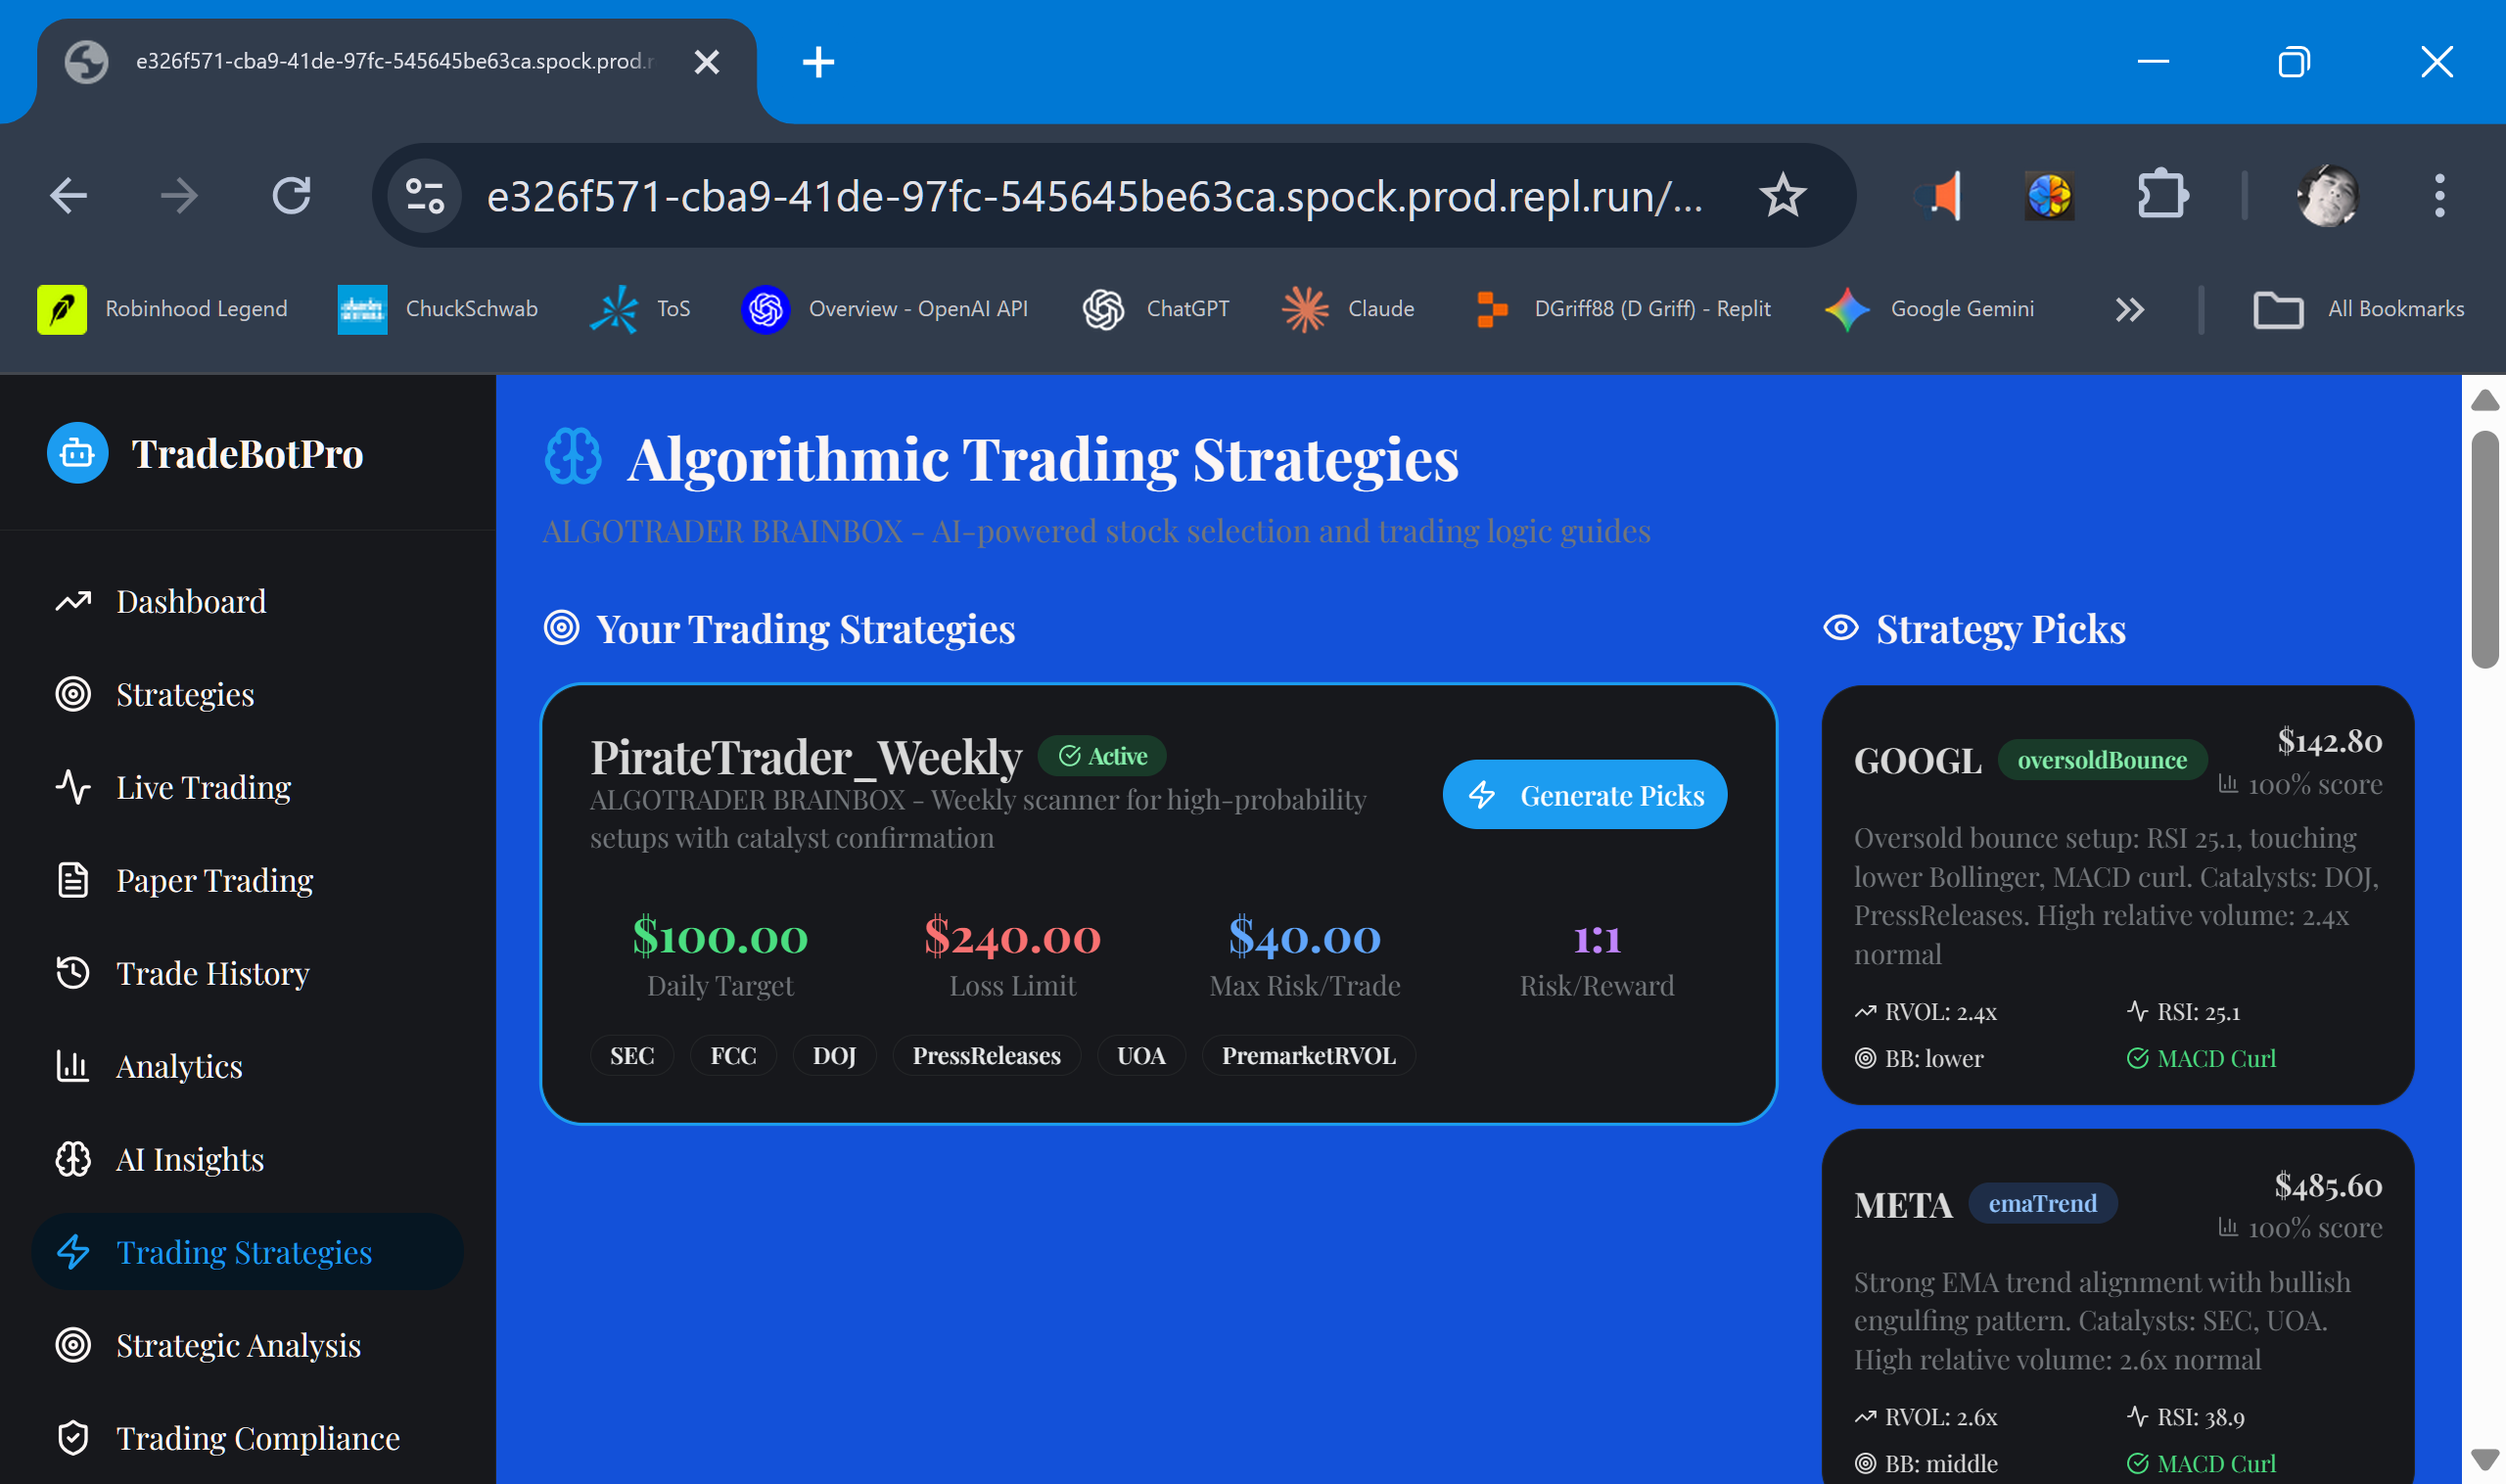 e326f571-cba9-41de-97fc-545645be63ca.spock.prod.r
e326f571-cba9-41de-97fc-545645be63ca.spock.prod.repl.run/...
Robinhood Legend
ChuckSchwab
ToS
Overview - OpenAI API
ChatGPT
Claude
DGriff88 (D Griff) - Replit
Google Gemini
All Bookmarks
TradeBotPro
Dashboard
Strategies
Live Trading
Paper Trading
Trade History
Analytics
AI Insights
Trading Strategies
Strategic Analysis
Trading Compliance
Algorithmic Trading Strategies
ALGOTRADER BRAINBOX - AI-powered stock selection and trading logic guides
Your Trading Strategies
PirateTrader_Weekly
Active
ALGOTRADER BRAINBOX - Weekly scanner for high-probability
setups with catalyst confirmation
Generate Picks
$100.00
Daily Target
$240.00
Loss Limit
$40.00
Max Risk/Trade
1:1
Risk/Reward
SEC
FCC
DOJ
PressReleases
UOA
PremarketRVOL
Strategy Picks
GOOGL
oversoldBounce
$142.80
100% score
Oversold bounce setup: RSI 25.1, touching
lower Bollinger, MACD curl. Catalysts: DOJ,
PressReleases. High relative volume: 2.4x
normal
RVOL: 2.4x
RSI: 25.1
BB: lower
MACD Curl
META
emaTrend
$485.60
100% score
Strong EMA trend alignment with bullish
engulfing pattern. Catalysts: SEC, UOA.
High relative volume: 2.6x normal
RVOL: 2.6x
RSI: 38.9
BB: middle
MACD Curl